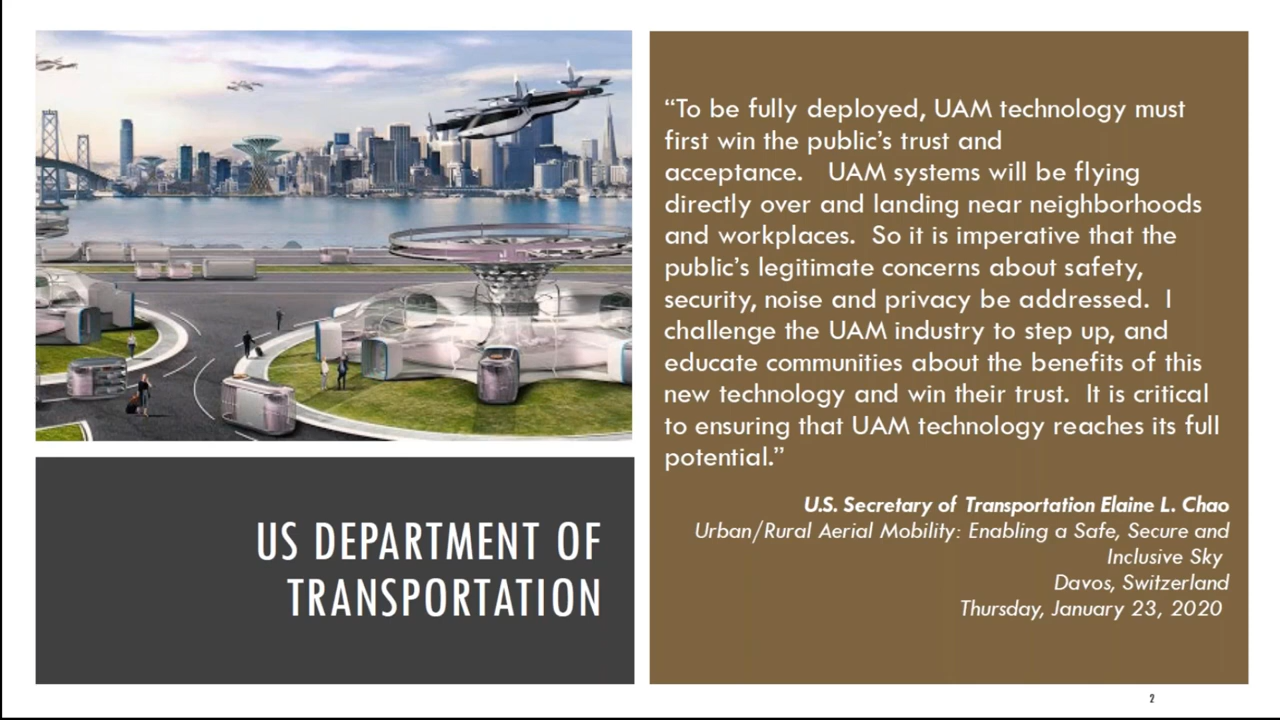 “To be fully deployed, UAM technology must
first win the public’s trust and
acceptance.   UAM systems will be flying
directly over and landing near neighborhoods
and workplaces.  So it is imperative that the
public’s legitimate concerns about safety,
security, noise and privacy be addressed.  I
challenge the UAM industry to step up, and
educate communities about the benefits of this
new technology and win their trust.  It is critical
to ensuring that UAM technology reaches its full
potential.”
U.S. Secretary of Transportation Elaine L. Chao
Urban/Rural Aerial Mobility: Enabling a Safe, Secure and
Inclusive Sky
Davos, Switzerland
Thursday, January 23, 2020
US DEPARTMENT OF
TRANSPORTATION
2